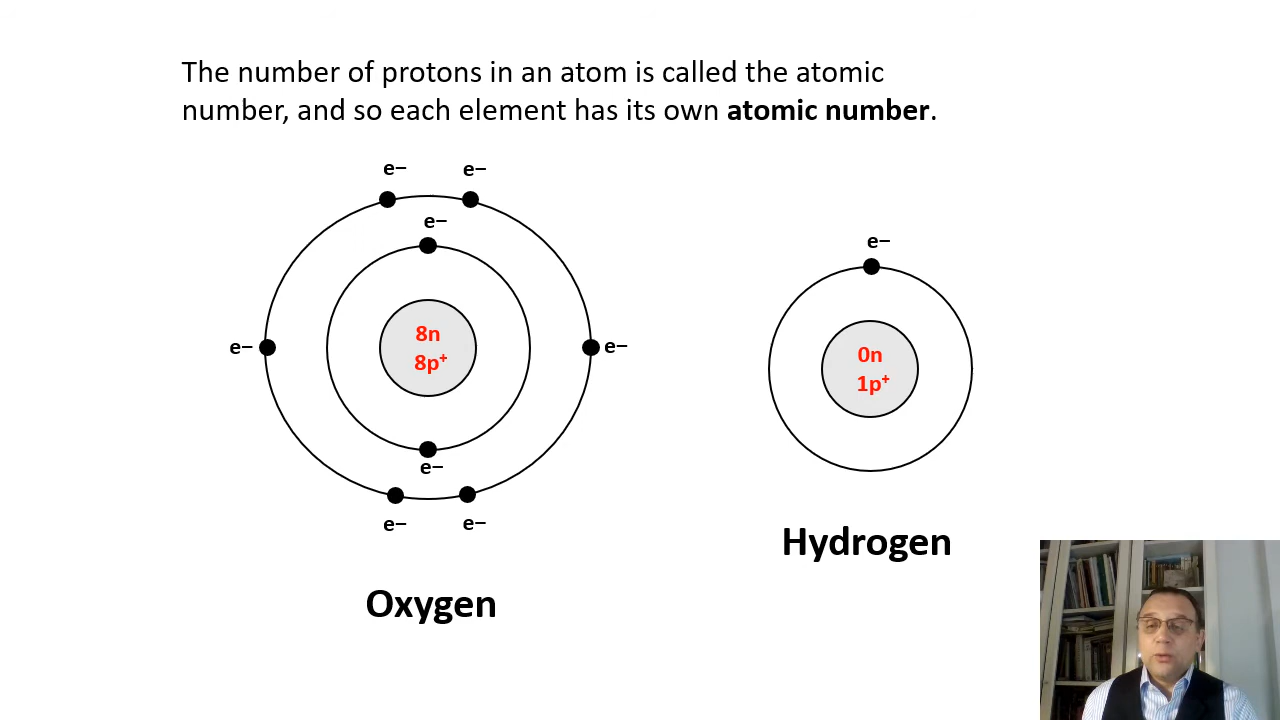 The number of protons in an atom is called the atomic
number, and so each element has its own atomic number.
e– e–
e–
e–
8n
8p⁺
e–
e–
e–
e– e–
Oxygen
e–
0n
1p⁺
Hydrogen